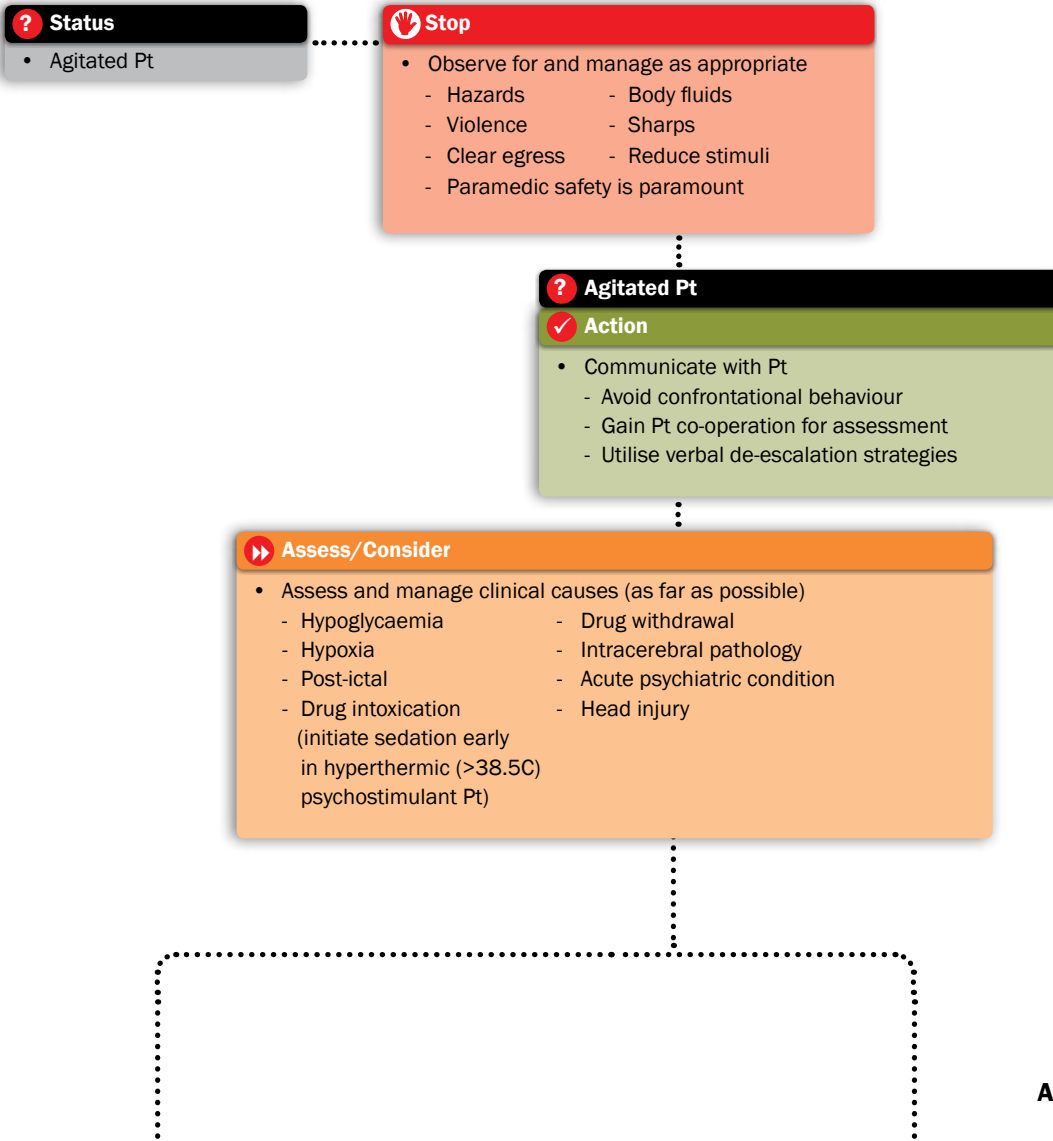 ? Status
• Agitated Pt
Stop
• Observe for and manage as appropriate
- Hazards - Body fluids
- Violence - Sharps
- Clear egress - Reduce stimuli
- Paramedic safety is paramount
? Agitated Pt
Action
• Communicate with Pt
- Avoid confrontational behaviour
- Gain Pt co-operation for assessment
- Utilise verbal de-escalation strategies
Assess/Consider
• Assess and manage clinical causes (as far as possible)
- Hypoglycaemia - Drug withdrawal
- Hypoxia - Intracerebral pathology
- Post-ictal - Acute psychiatric condition
- Drug intoxication - Head injury
(initiate sedation early
in hyperthermic (>38.5C)
psychostimulant Pt)
A